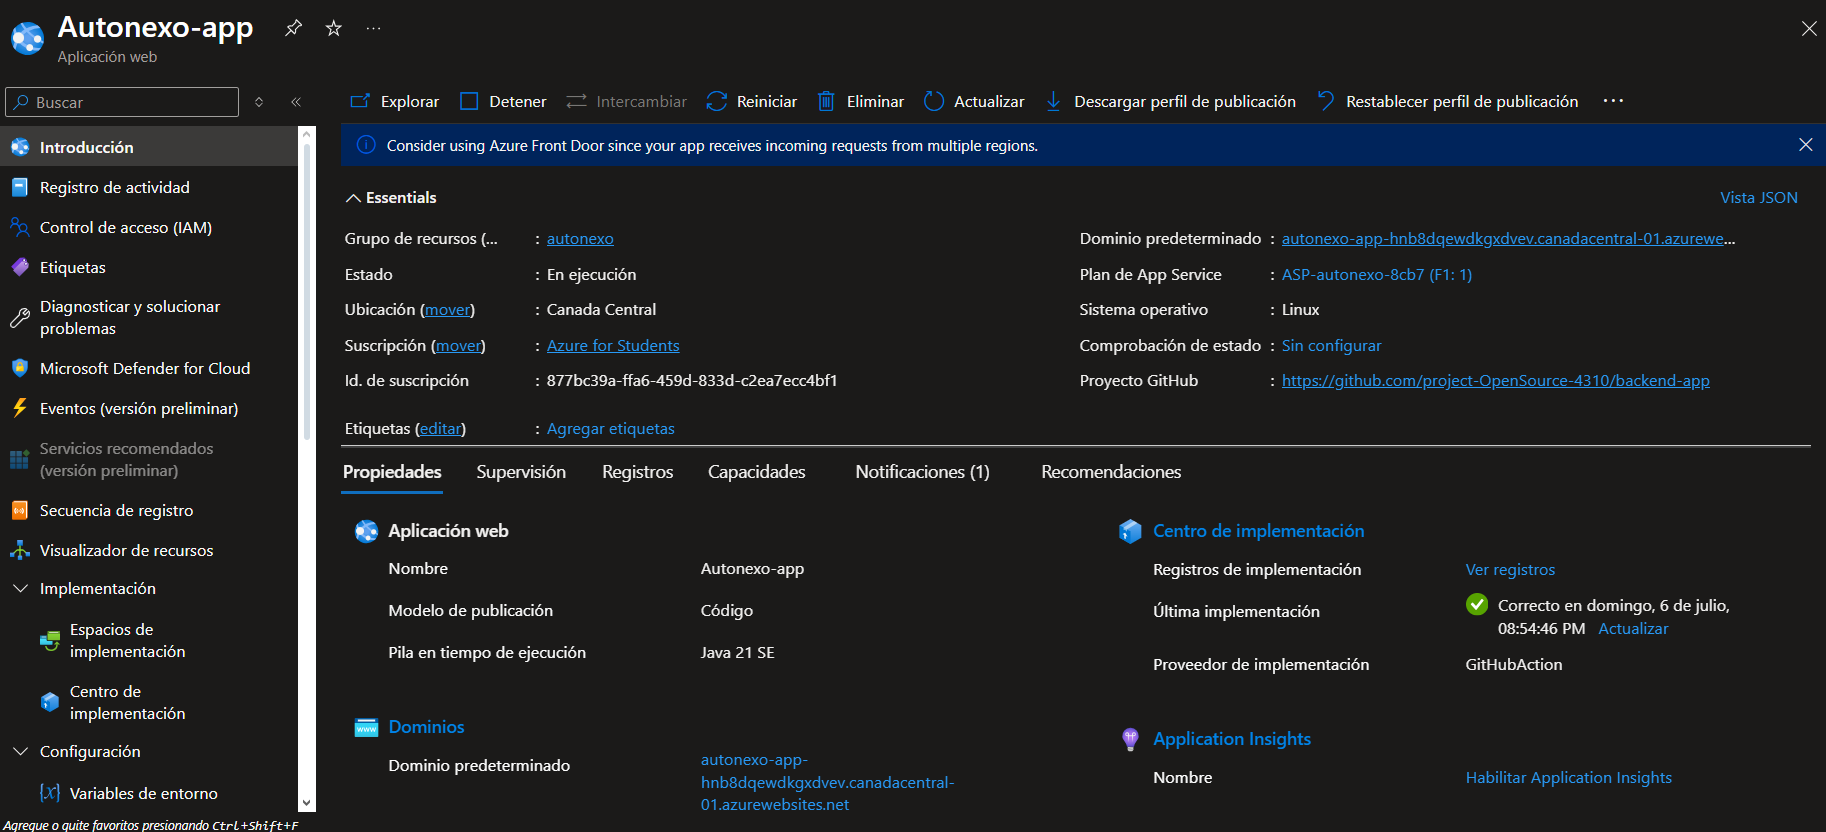 Autonexo-app
Aplicación web
Buscar
Explorar
Detener
Intercambiar
Reiniciar
Eliminar
Actualizar
Descargar perfil de publicación
Restablecer perfil de publicación
Consider using Azure Front Door since your app receives incoming requests from multiple regions.
Introducción
Registro de actividad
Control de acceso (IAM)
Etiquetas
Diagnosticar y solucionar
problemas
Microsoft Defender for Cloud
Eventos (versión preliminar)
Servicios recomendados
(versión preliminar)
Secuencia de registro
Visualizador de recursos
Implementación
Espacios de
implementación
Centro de
implementación
Configuración
Variables de entorno
Agregue o quite favoritos presionando Ctrl+Shift+F
Essentials
Vista JSON
Grupo de recursos (... : autonexo
Estado : En ejecución
Ubicación (mover) : Canada Central
Suscripción (mover) : Azure for Students
Id. de suscripción : 877bc39a-ffa6-459d-833d-c2ea7ecc4bf1
Etiquetas (editar) : Agregar etiquetas
Dominio predeterminado : autonexo-app-hnb8dqewdkgxdvev.canadacentral-01.azurewe...
Plan de App Service : ASP-autonexo-8cb7 (F1: 1)
Sistema operativo : Linux
Comprobación de estado : Sin configurar
Proyecto GitHub : https://github.com/project-OpenSource-4310/backend-app
Propiedades
Supervisión
Registros
Capacidades
Notificaciones (1)
Recomendaciones
Aplicación web
Nombre Autonexo-app
Modelo de publicación Código
Pila en tiempo de ejecución Java 21 SE
Dominios
www
Dominio predeterminado autonexo-app-
hnb8dqewdkgxdvev.canadacentral-
01.azurewebsites.net
Centro de implementación
Registros de implementación Ver registros
Última implementación Correcto en domingo, 6 de julio,
08:54:46 PM Actualizar
Proveedor de implementación GitHubAction
Application Insights
Nombre Habilitar Application Insights